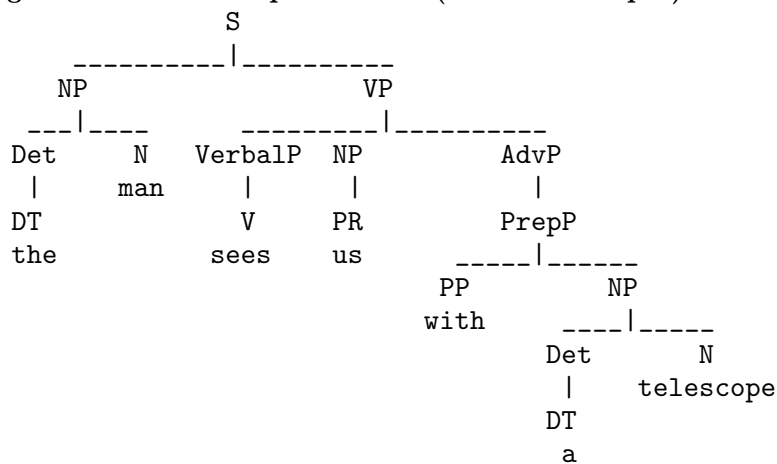 S
NP VP
Det N VerbalP NP AdvP
man
DT V PR PrepP
the sees us
PP NP
with
Det N
telescope
DT
a